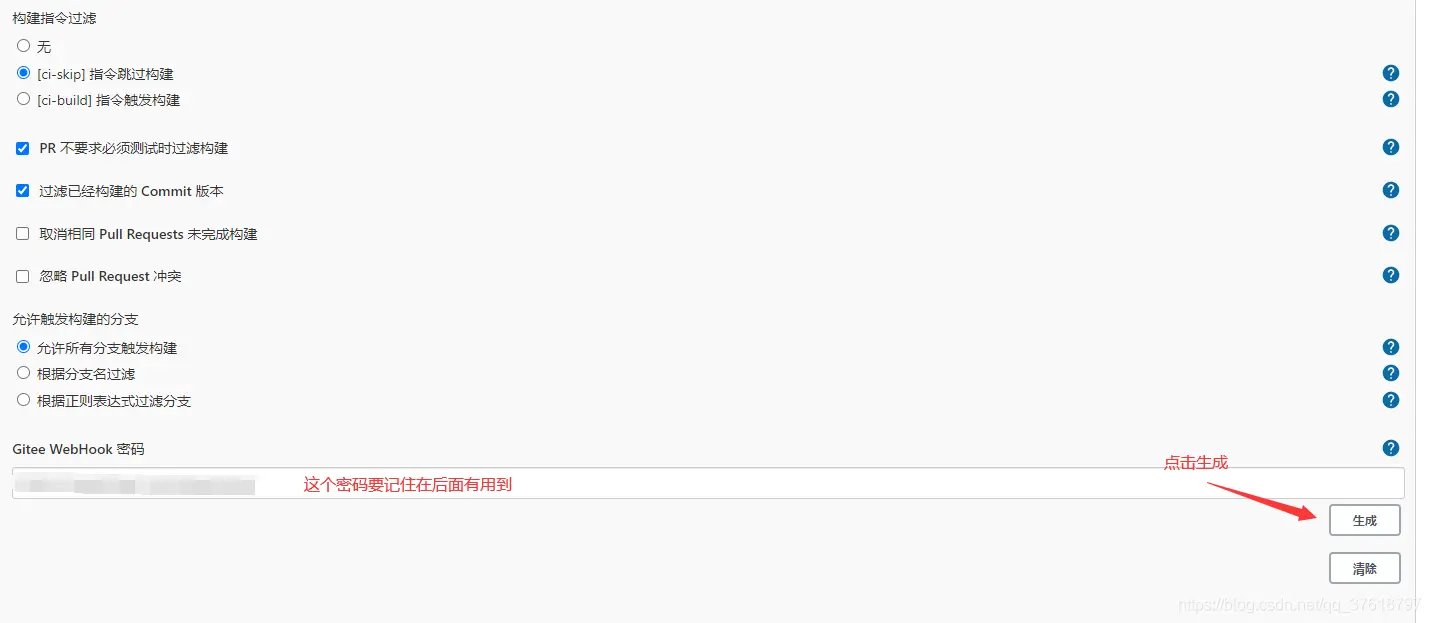 构建指令过滤
无
[ci-skip] 指令跳过构建
[ci-build] 指令触发构建
PR 不要求必须测试时过滤构建
过滤已经构建的 Commit 版本
取消相同 Pull Requests 未完成构建
忽略 Pull Request 冲突
允许触发构建的分支
允许所有分支触发构建
根据分支名过滤
根据正则表达式过滤分支
Gitee WebHook 密码
点击生成
这个密码要记住在后面有用到
生成
清除
https://blog.csdn.net/qq_37618797